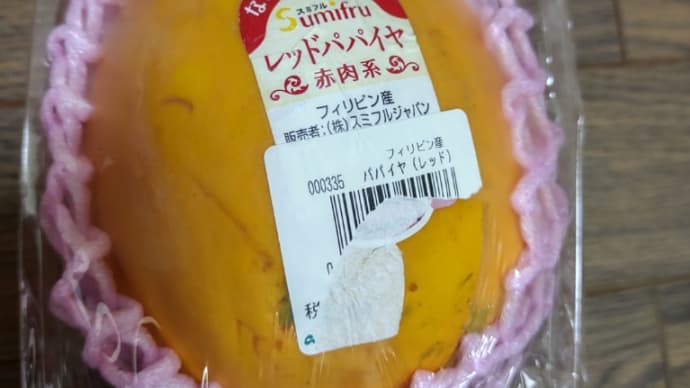 スミフル
Sumifru
レッドパパイヤ
赤肉系
フィリピン産
販売者:(株)スミフルジャパン
フィリピン産
000335 パパイヤ(レッド)
0
税
a